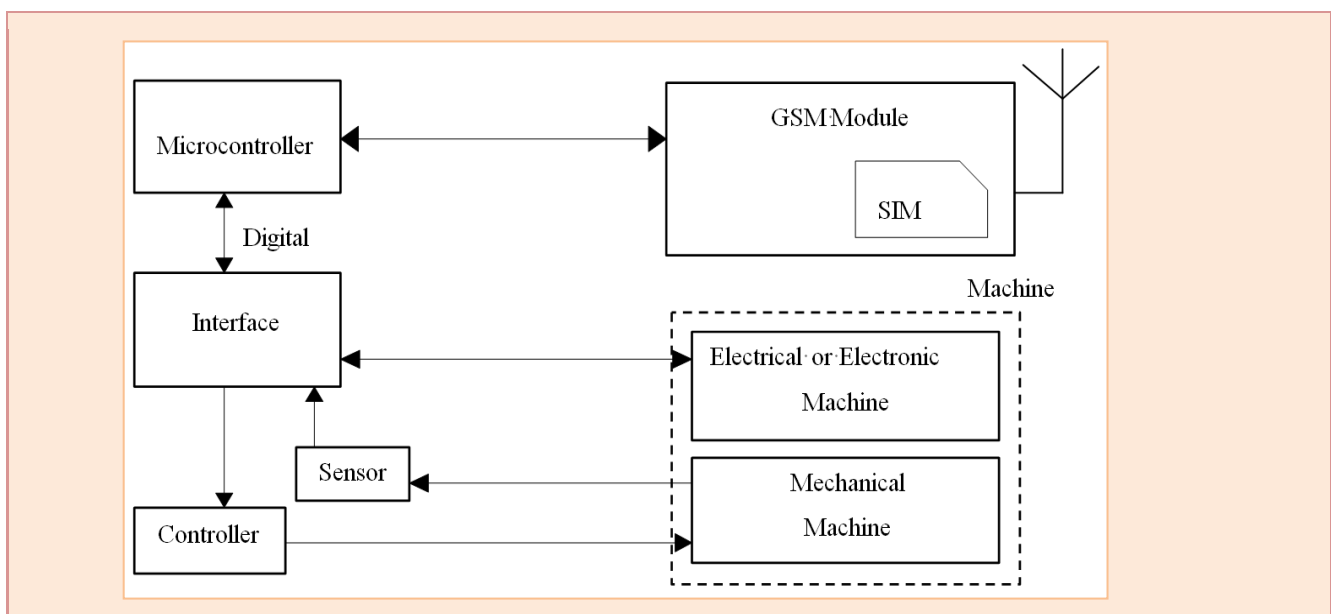 GSM Module
Microcontroller
SIM
Digital
Machine
Interface
Electrical or Electronic
Machine
Sensor
Mechanical
Machine
Controller